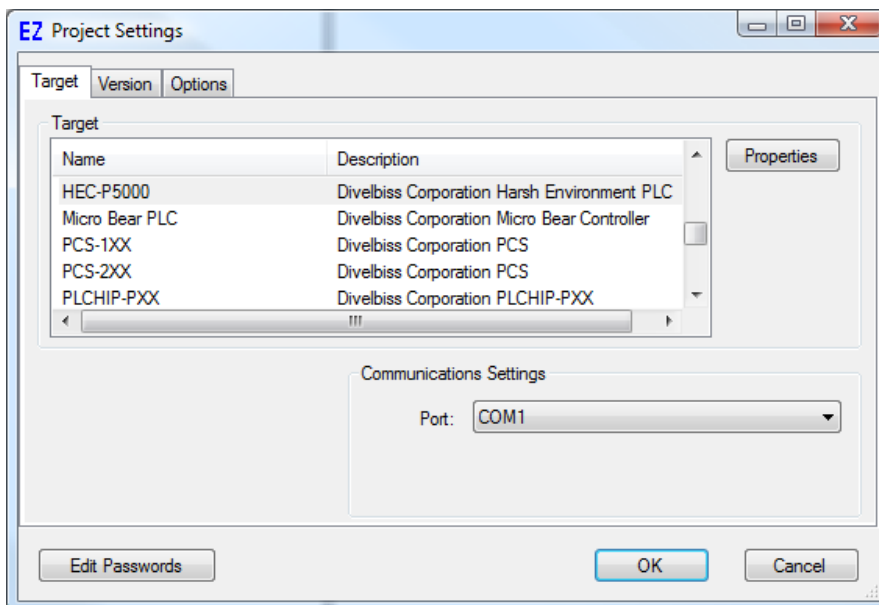 EZ Project Settings
Target Version Options
Target
Name Description
HEC-P5000 Divelbiss Corporation Harsh Environment PLC
Micro Bear PLC Divelbiss Corporation Micro Bear Controller
PCS-1XX Divelbiss Corporation PCS
PCS-2XX Divelbiss Corporation PCS
PLCHIP-PXX Divelbiss Corporation PLCHIP-PXX
Properties
Communications Settings
Port: COM1
Edit Passwords OK Cancel